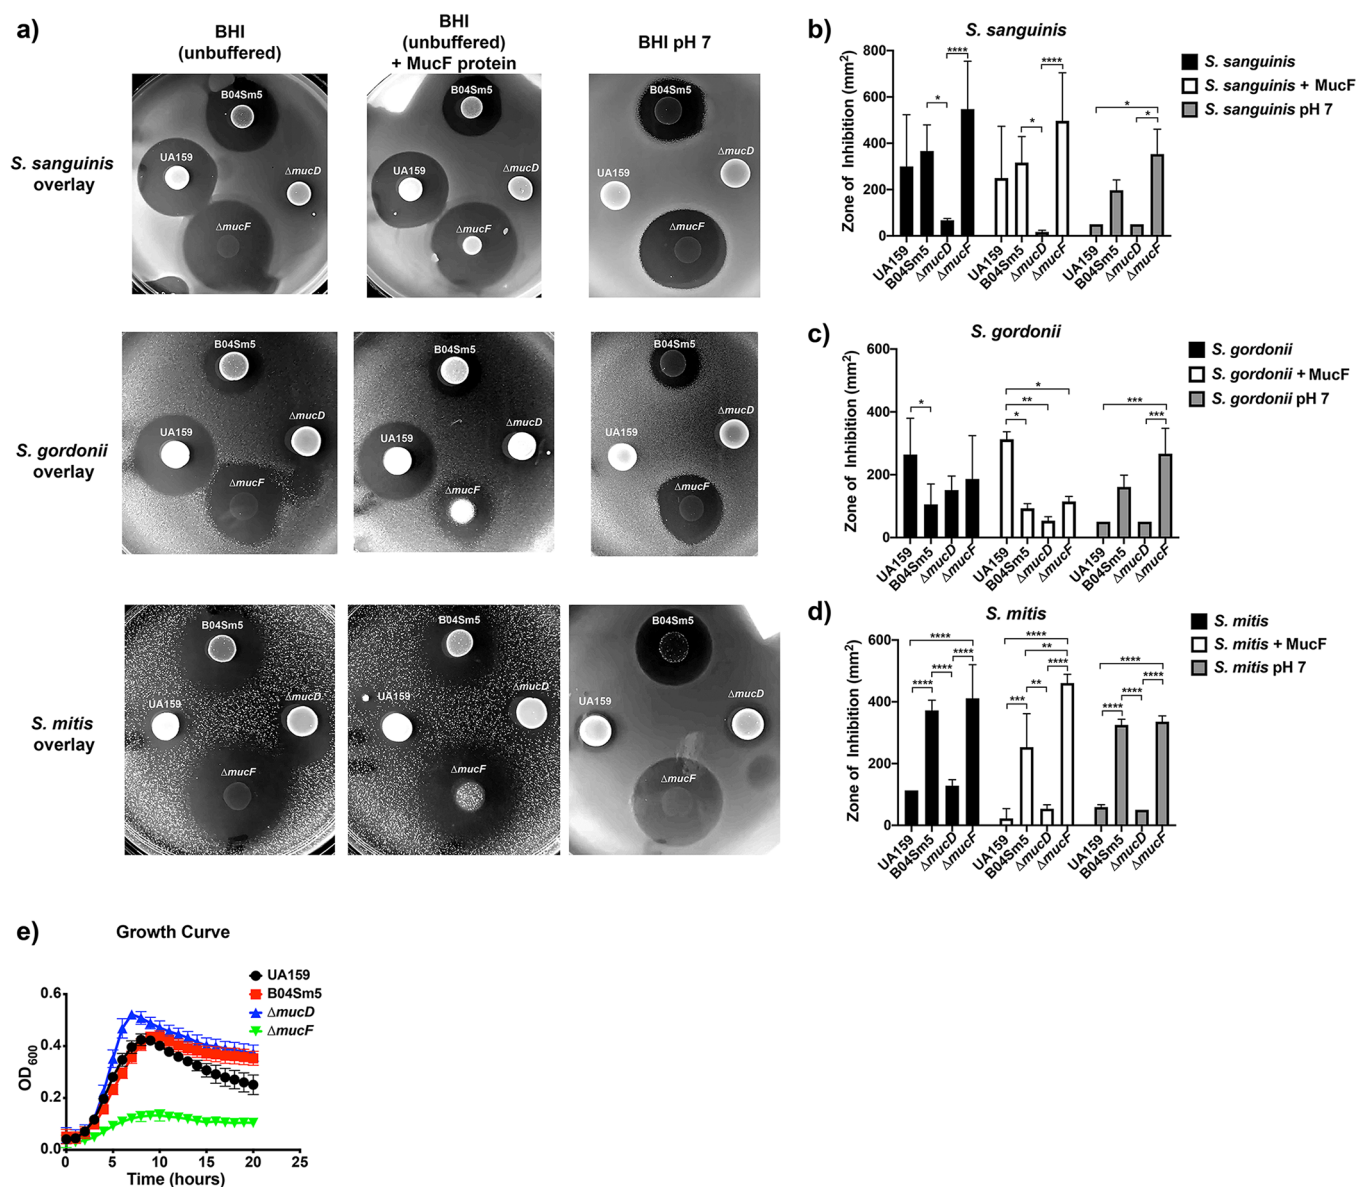 a)
BHI
(unbuffered)
BHI
(unbuffered)
+ MucF protein
BHI pH 7
S. sanguinis
overlay
B04Sm5
UA159
ΔmucD
ΔmucF
B04Sm5
UA159
ΔmucD
ΔmucF
B04Sm5
UA159
ΔmucD
ΔmucF
S. gordonii
overlay
B04Sm5
UA159
ΔmucD
ΔmucF
B04Sm5
UA159
ΔmucD
ΔmucF
B04Sm5
UA159
ΔmucD
ΔmucF
S. mitis
overlay
B04Sm5
UA159
ΔmucD
ΔmucF
B04Sm5
UA159
ΔmucD
ΔmucF
B04Sm5
UA159
ΔmucD
ΔmucF
b)
S. sanguinis
Zone of Inhibition (mm²)
800
600
400
200
0
* **** * **** * *
UA159 B04Sm5 ΔmucD ΔmucF UA159 B04Sm5 ΔmucD ΔmucF UA159 B04Sm5 ΔmucD ΔmucF
S. sanguinis
S. sanguinis + MucF
S. sanguinis pH 7
c)
S. gordonii
Zone of Inhibition (mm²)
600
400
200
0
* * ** * *** ***
UA159 B04Sm5 ΔmucD ΔmucF UA159 B04Sm5 ΔmucD ΔmucF UA159 B04Sm5 ΔmucD ΔmucF
S. gordonii
S. gordonii + MucF
S. gordonii pH 7
d)
S. mitis
Zone of Inhibition (mm²)
600
400
200
0
**** **** **** **** **** ** *** ** **** **** **** **** ****
UA159 B04Sm5 ΔmucD ΔmucF UA159 B04Sm5 ΔmucD ΔmucF UA159 B04Sm5 ΔmucD ΔmucF
S. mitis
S. mitis + MucF
S. mitis pH 7
e)
Growth Curve
UA159
B04Sm5
ΔmucD
ΔmucF
OD600
0.6
0.4
0.2
0.0
0 5 10 15 20 25
Time (hours)